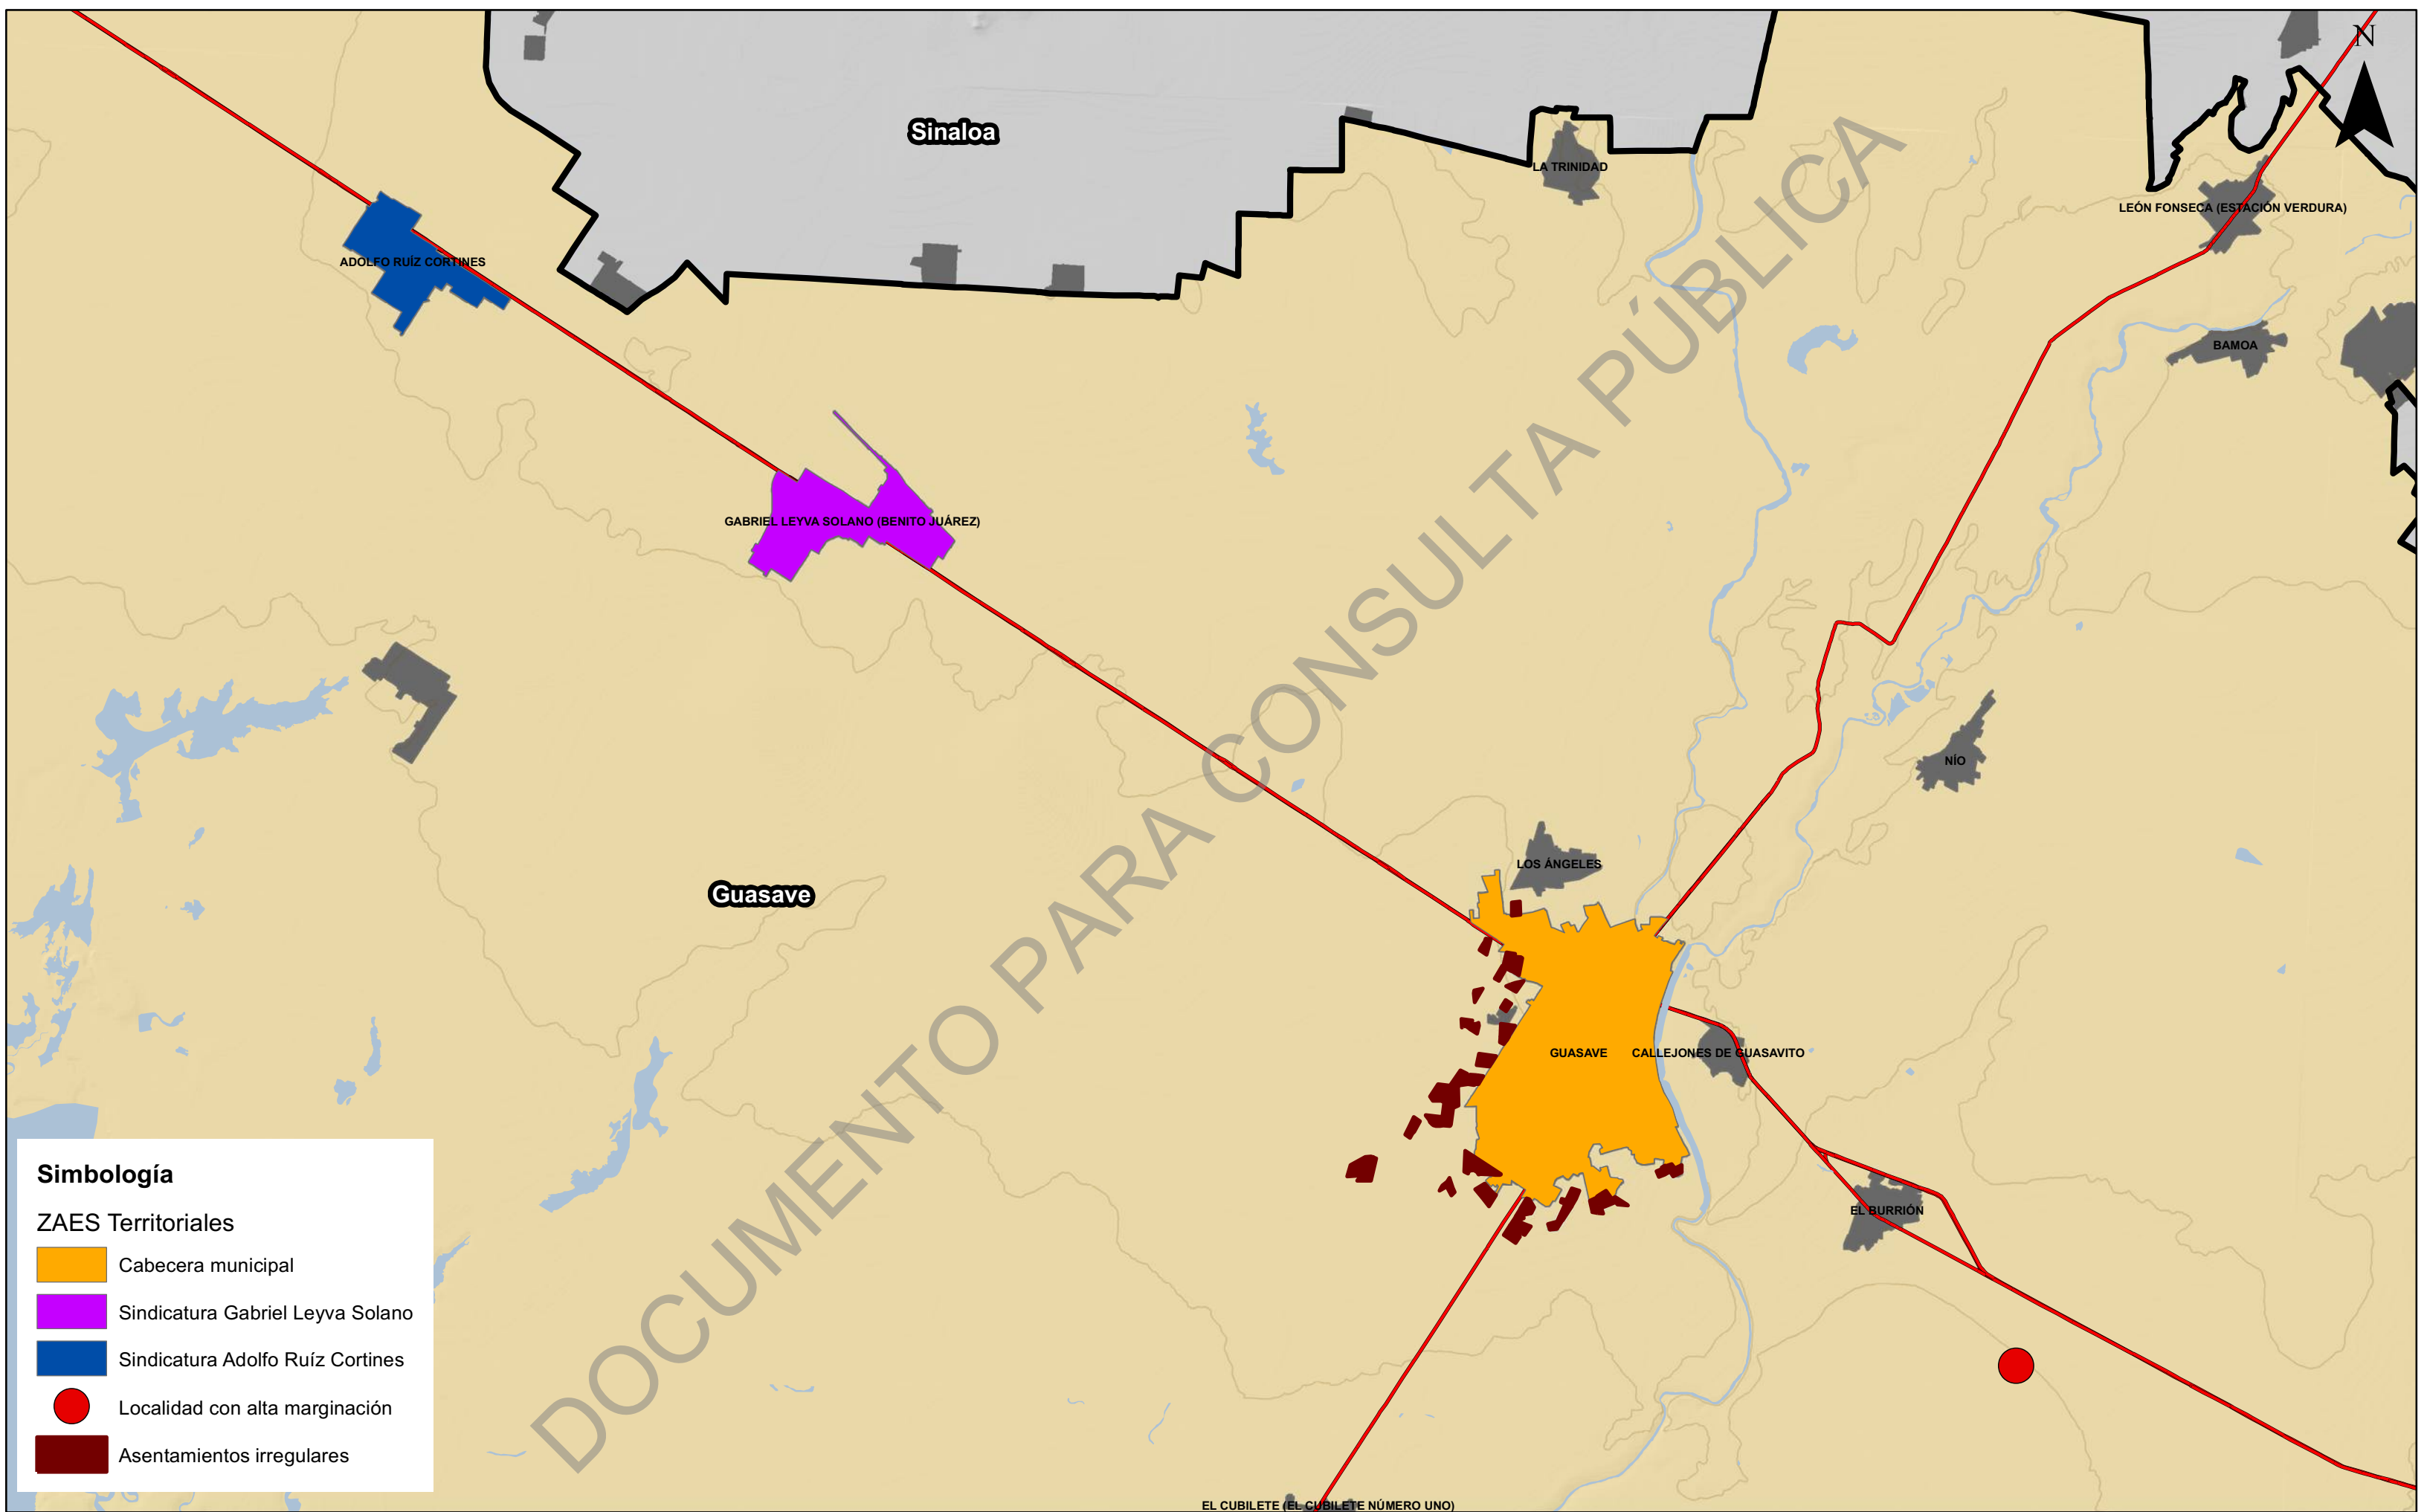 N
Sinaloa
LA TRINIDAD
LEÓN FONSECA (ESTACIÓN VERDURA)
ADOLFO RUÍZ CORTINES
BAMOA
GABRIEL LEYVA SOLANO (BENITO JUÁREZ)
NÍO
LOS ÁNGELES
Guasave
GUASAVE
CALLEJONES DE GUASAVITO
EL BURRIÓN
EL CUBILETE (EL CUBILETE NÚMERO UNO)
DOCUMENTO PARA CONSULTA PÚBLICA
Simbología
ZAES Territoriales
Cabecera municipal
Sindicatura Gabriel Leyva Solano
Sindicatura Adolfo Ruíz Cortines
Localidad con alta marginación
Asentamientos irregulares